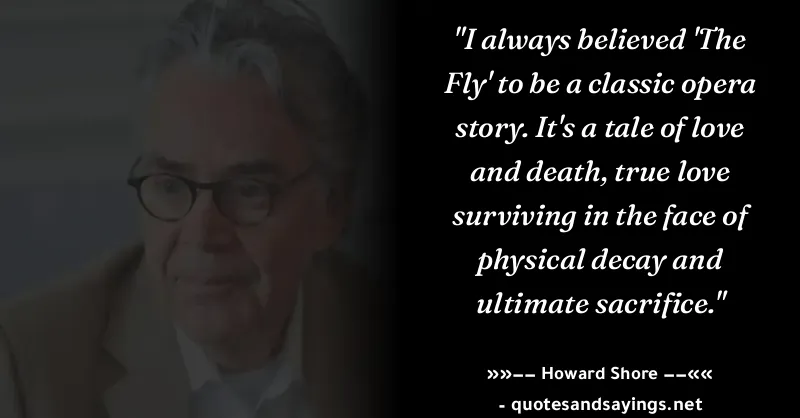 "I always believed 'The
Fly' to be a classic opera
story. It's a tale of love
and death, true love
surviving in the face of
physical decay and
ultimate sacrifice."
»»–– Howard Shore ––««
- quotesandsayings.net